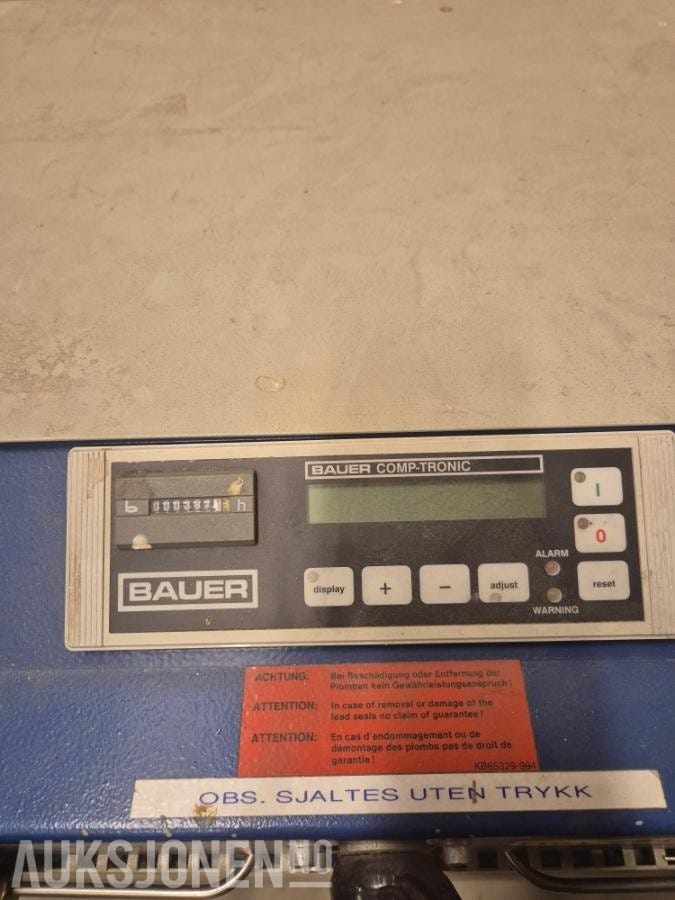 BAUER COMP-TRONIC
I
h
0
ALARM
BAUER
display
+
−
adjust
reset
WARNING
ACHTUNG: Bei Beschädigung oder Entfernung der
Plomben kein Gewährleistungsanspruch!
ATTENTION: In case of removal or damage of the
lead seals no claim of guarantee!
ATTENTION: En cas d'endommagement ou de
démontage des plombs pas de droit de
garantie!
KB65329-994
OBS. SJALTES UTEN TRYKK
AUKSJONEN.NO